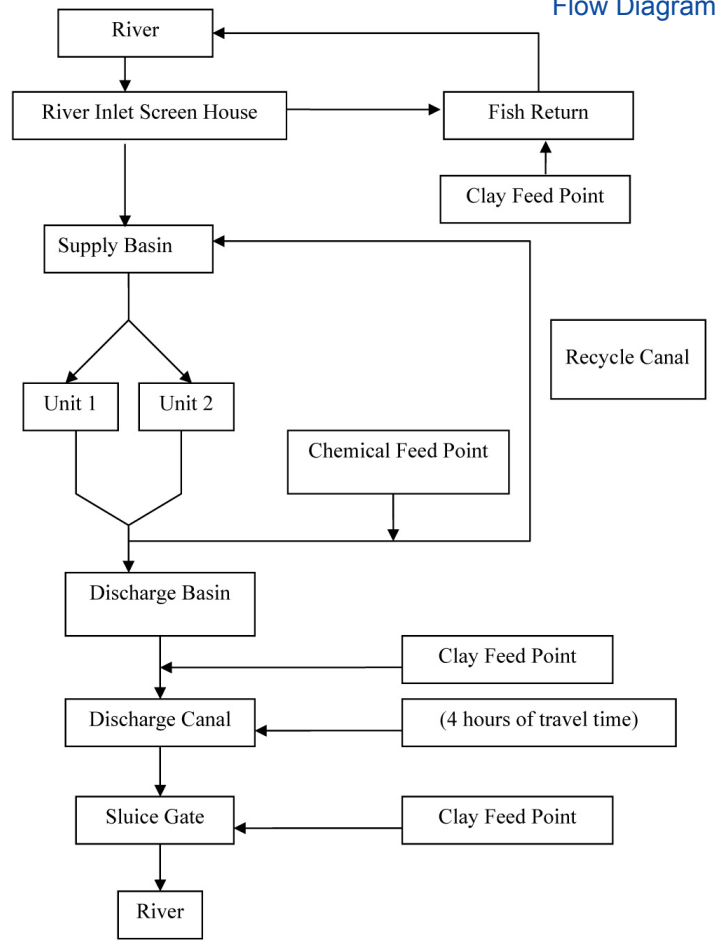 Flow Diagram
River
River Inlet Screen House
Fish Return
Clay Feed Point
Supply Basin
Recycle Canal
Unit 1
Unit 2
Chemical Feed Point
Discharge Basin
Clay Feed Point
Discharge Canal
(4 hours of travel time)
Sluice Gate
Clay Feed Point
River